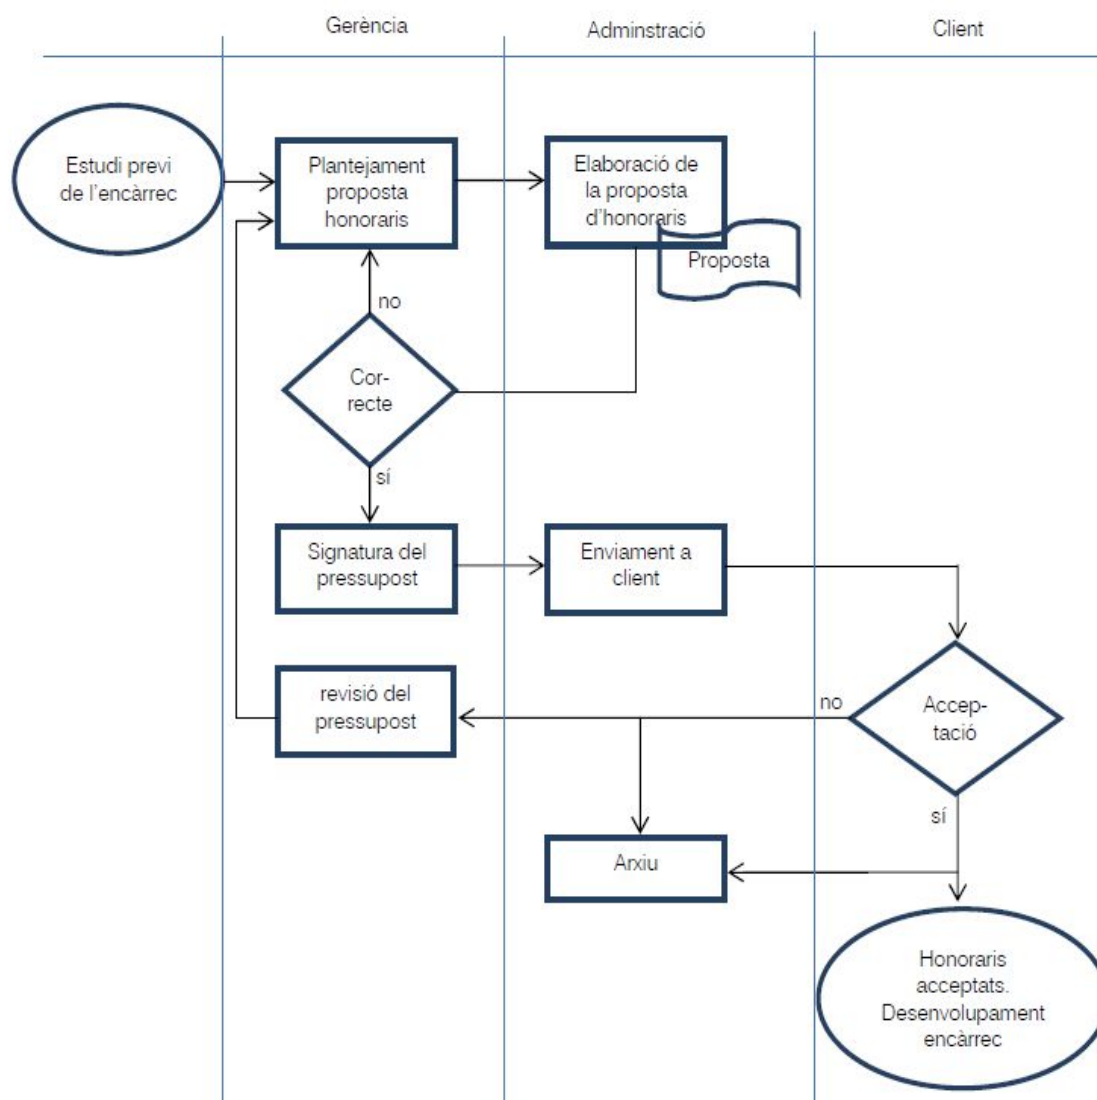 Gerència
Adminstració
Client
Estudi previ
de l'encàrrec
Plantejament
proposta
honoraris
Elaboració de
la proposta
d'honoraris
Proposta
no
Cor-
recte
sí
Signatura del
pressupost
Enviament a
client
revisió del
pressupost
no
Accep-
tació
sí
Arxiu
Honoraris
acceptats.
Desenvolupament
encàrrec